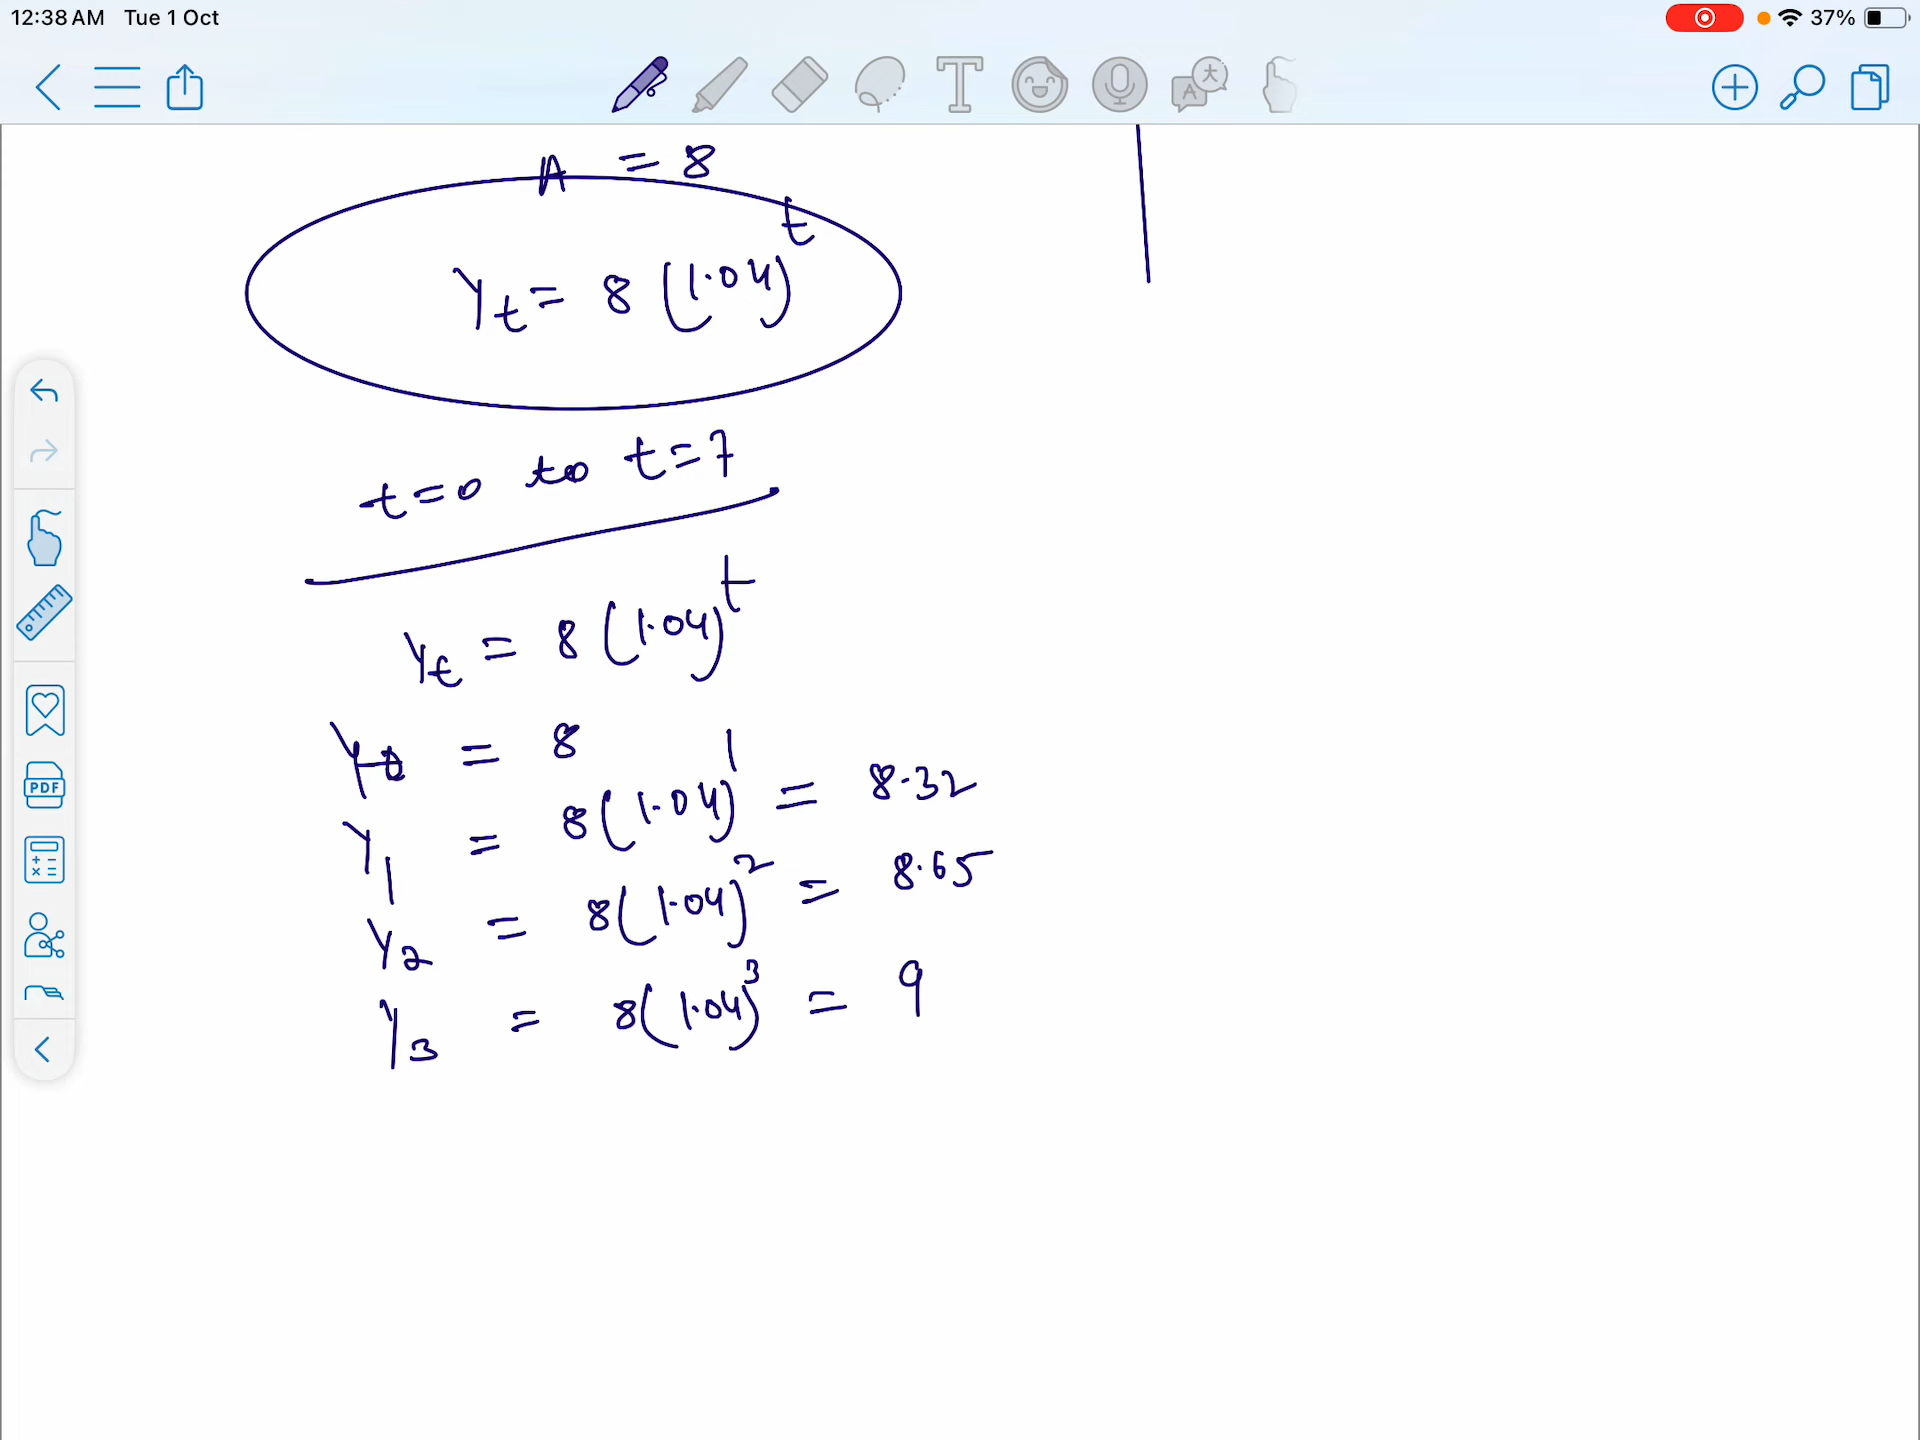 12:38 AM Tue 1 Oct 37%
A = 8
Yt = 8 (1.04)^t
t=0 to t=7
Yt = 8 (1.04)^t
Y0 = 8
Y1 = 8(1.04)^1 = 8.32
Y2 = 8(1.04)^2 = 8.65
Y3 = 8(1.04)^3 = 9
PDF